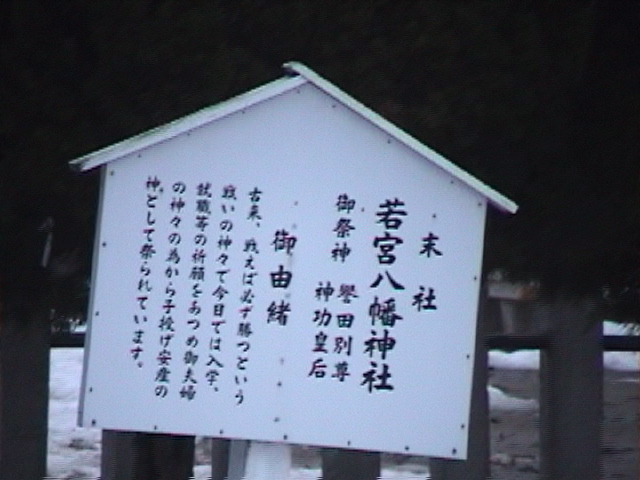 末社
若宮八幡神社
御祭神 誉田別尊
神功皇后
御由緒
古来、戦えば必ず勝つという
戦いの神々で今日では入学、
就職等の祈願をあつめ御夫婦
の神々の為から子授け安産の
神として祭られています。